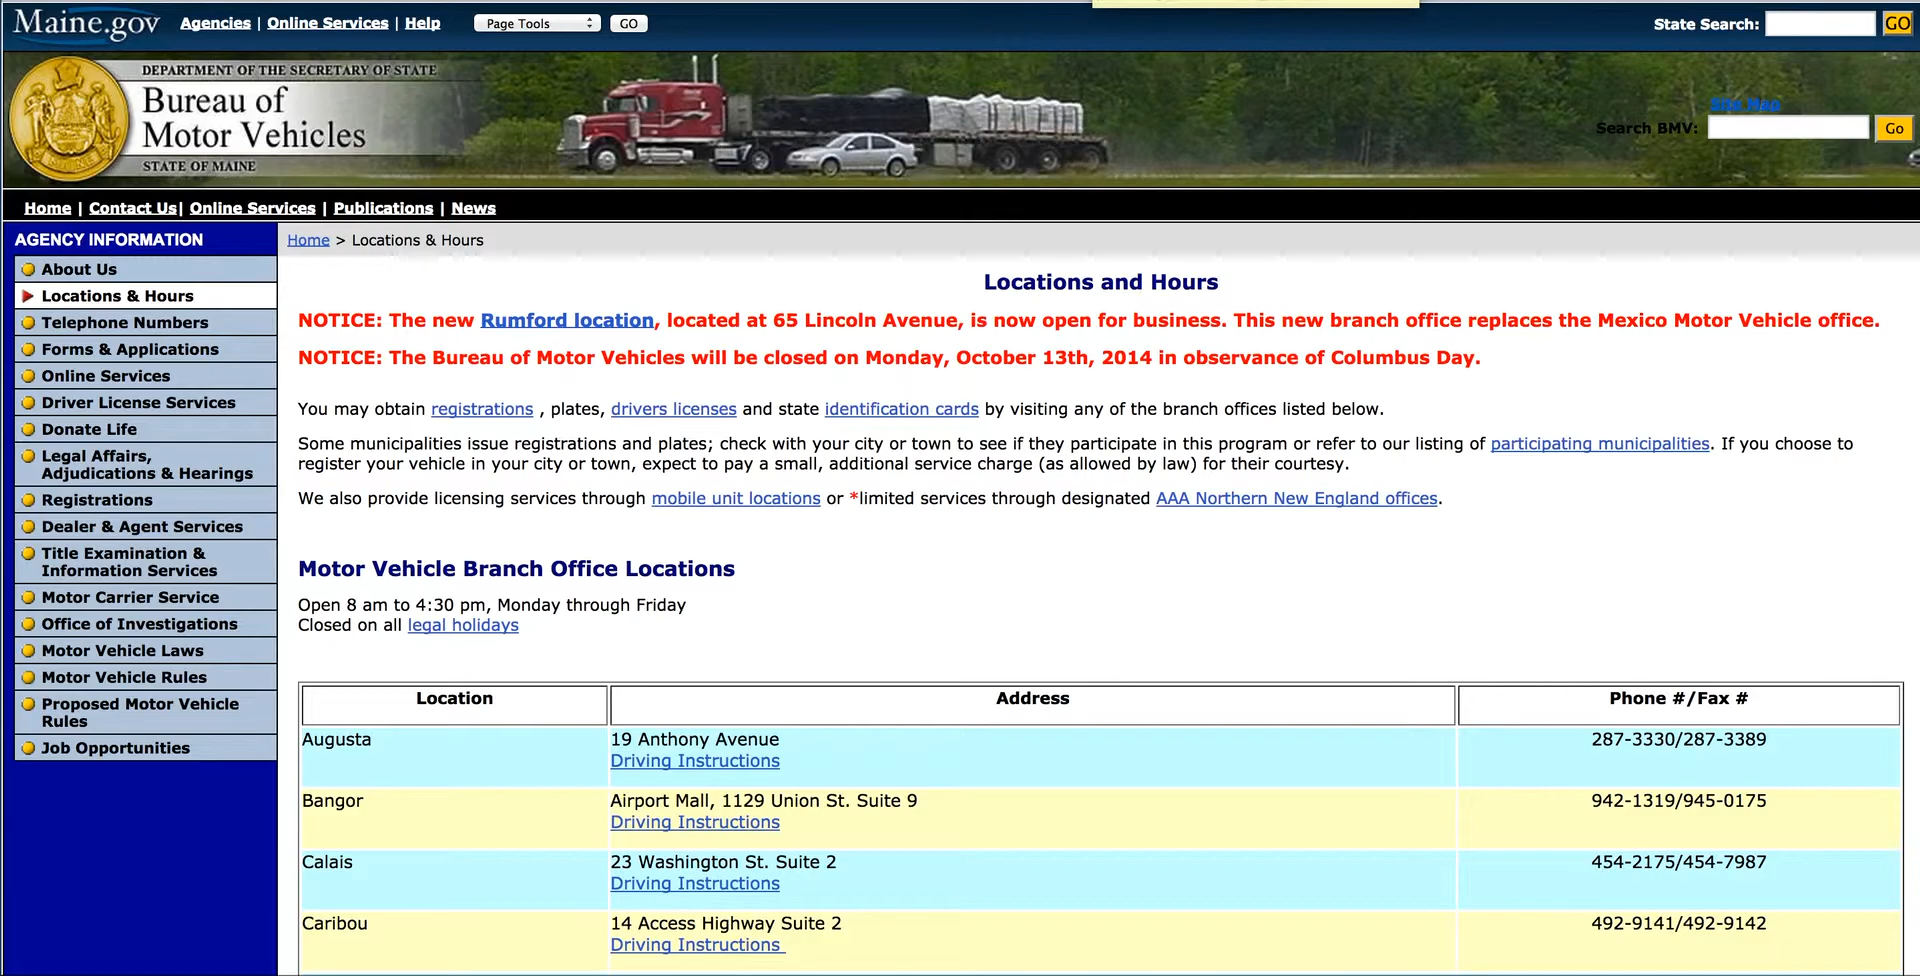 Maine.gov Agencies | Online Services | Help Page Tools GO State Search: GO
DEPARTMENT OF THE SECRETARY OF STATE
Bureau of
Motor Vehicles
STATE OF MAINE
Site Map
Search BMV: Go
Home | Contact Us| Online Services | Publications | News
AGENCY INFORMATION
About Us
Locations & Hours
Telephone Numbers
Forms & Applications
Online Services
Driver License Services
Donate Life
Legal Affairs,
Adjudications & Hearings
Registrations
Dealer & Agent Services
Title Examination &
Information Services
Motor Carrier Service
Office of Investigations
Motor Vehicle Laws
Motor Vehicle Rules
Proposed Motor Vehicle
Rules
Job Opportunities
Home > Locations & Hours
Locations and Hours
NOTICE: The new Rumford location, located at 65 Lincoln Avenue, is now open for business. This new branch office replaces the Mexico Motor Vehicle office.
NOTICE: The Bureau of Motor Vehicles will be closed on Monday, October 13th, 2014 in observance of Columbus Day.
You may obtain registrations , plates, drivers licenses and state identification cards by visiting any of the branch offices listed below.
Some municipalities issue registrations and plates; check with your city or town to see if they participate in this program or refer to our listing of participating municipalities. If you choose to
register your vehicle in your city or town, expect to pay a small, additional service charge (as allowed by law) for their courtesy.
We also provide licensing services through mobile unit locations or *limited services through designated AAA Northern New England offices.
Motor Vehicle Branch Office Locations
Open 8 am to 4:30 pm, Monday through Friday
Closed on all legal holidays
Location Address Phone #/Fax #
Augusta 19 Anthony Avenue 287-3330/287-3389
Driving Instructions
Bangor Airport Mall, 1129 Union St. Suite 9 942-1319/945-0175
Driving Instructions
Calais 23 Washington St. Suite 2 454-2175/454-7987
Driving Instructions
Caribou 14 Access Highway Suite 2 492-9141/492-9142
Driving Instructions